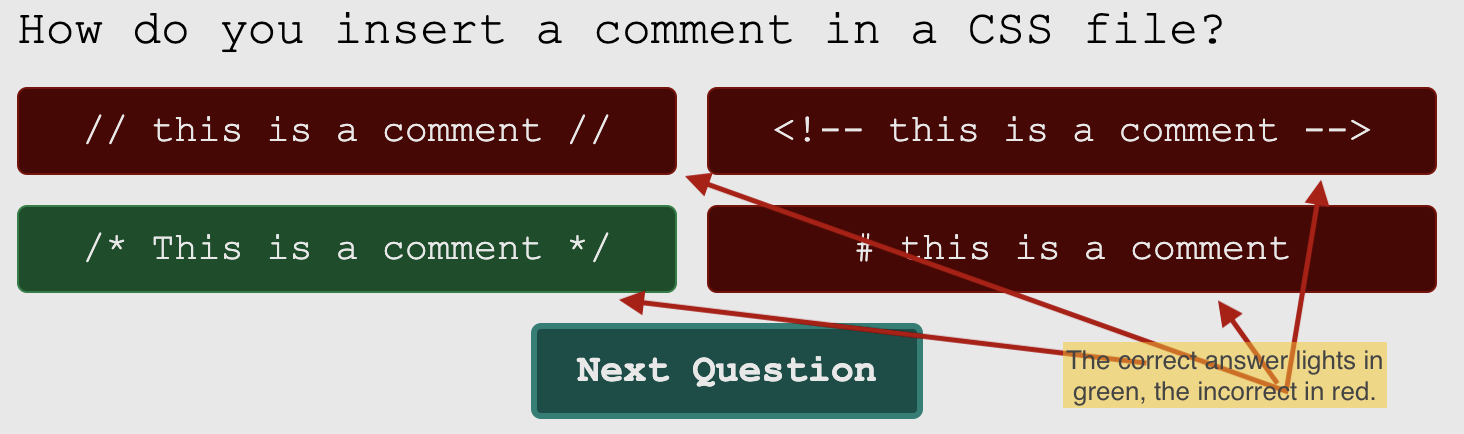 How do you insert a comment in a CSS file?
// this is a comment //
<!-- this is a comment -->
/* This is a comment */
# this is a comment
Next Question
The correct answer lights in
green, the incorrect in red.